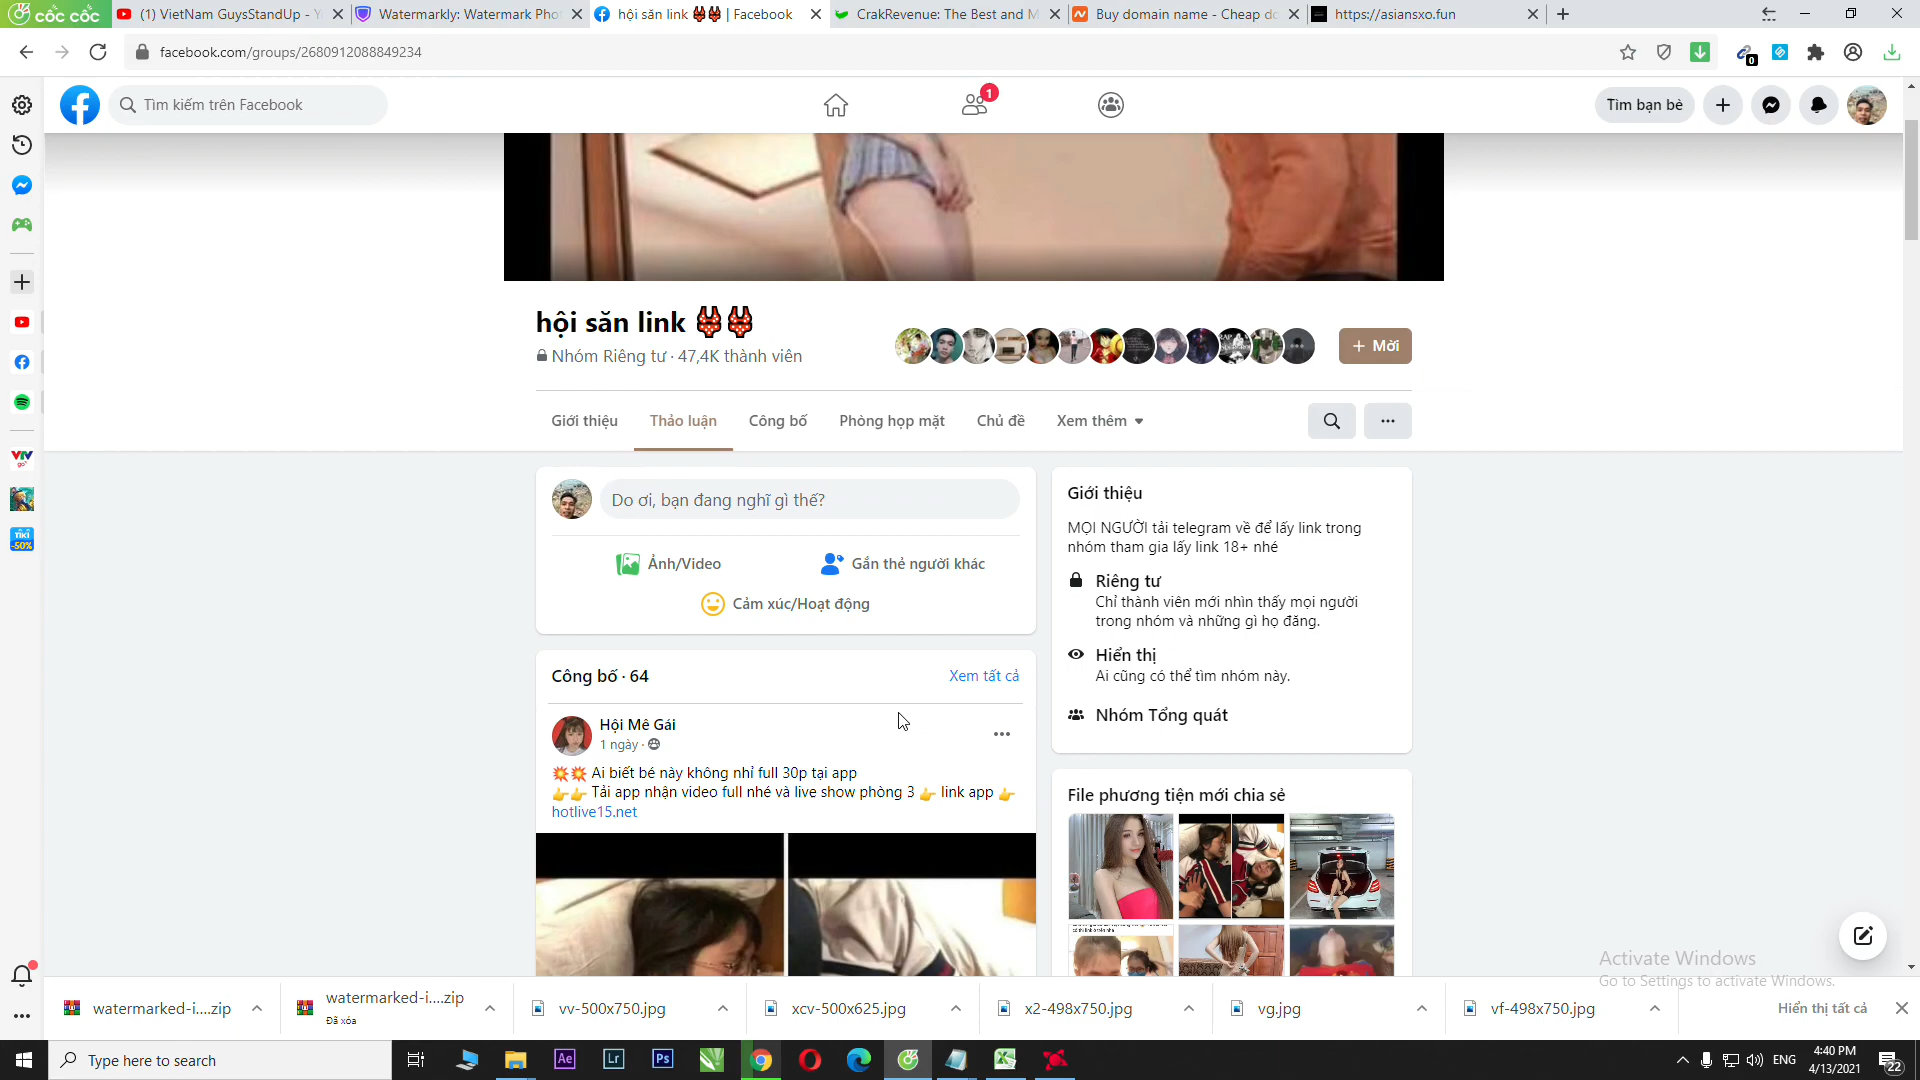 cốc cốc
(1) VietNam GuysStandUp - Y
Watermarkly: Watermark Pho
hội săn link 👙👙 | Facebook
CrakRevenue: The Best and M
Buy domain name - Cheap do
https://asiansxo.fun
facebook.com/groups/2680912088849234
0
Tìm kiếm trên Facebook
1
Tìm bạn bè
hội săn link 👙👙
Nhóm Riêng tư · 47,4K thành viên
+ Mời
Giới thiệu
Thảo luận
Công bố
Phòng họp mặt
Chủ đề
Xem thêm
Do ơi, bạn đang nghĩ gì thế?
Ảnh/Video
Gắn thẻ người khác
Cảm xúc/Hoạt động
Công bố · 64
Xem tất cả
Hội Mê Gái
1 ngày ·
💥💥 Ai biết bé này không nhỉ full 30p tại app
👉👉 Tải app nhận video full nhé và live show phòng 3 👉 link app 👉
hotlive15.net
Giới thiệu
MỌI NGƯỜI tải telegram về để lấy link trong
nhóm tham gia lấy link 18+ nhé
Riêng tư
Chỉ thành viên mới nhìn thấy mọi người
trong nhóm và những gì họ đăng.
Hiển thị
Ai cũng có thể tìm nhóm này.
Nhóm Tổng quát
File phương tiện mới chia sẻ
VTV
go
TIKI
-50%
Activate Windows
Go to Settings to activate Windows.
watermarked-i....zip
watermarked-i....zip
Đã xóa
vv-500x750.jpg
xcv-500x625.jpg
x2-498x750.jpg
vg.jpg
vf-498x750.jpg
Hiển thị tất cả
Type here to search
Ae
Lr
Ps
ENG
4:40 PM
4/13/2021
22